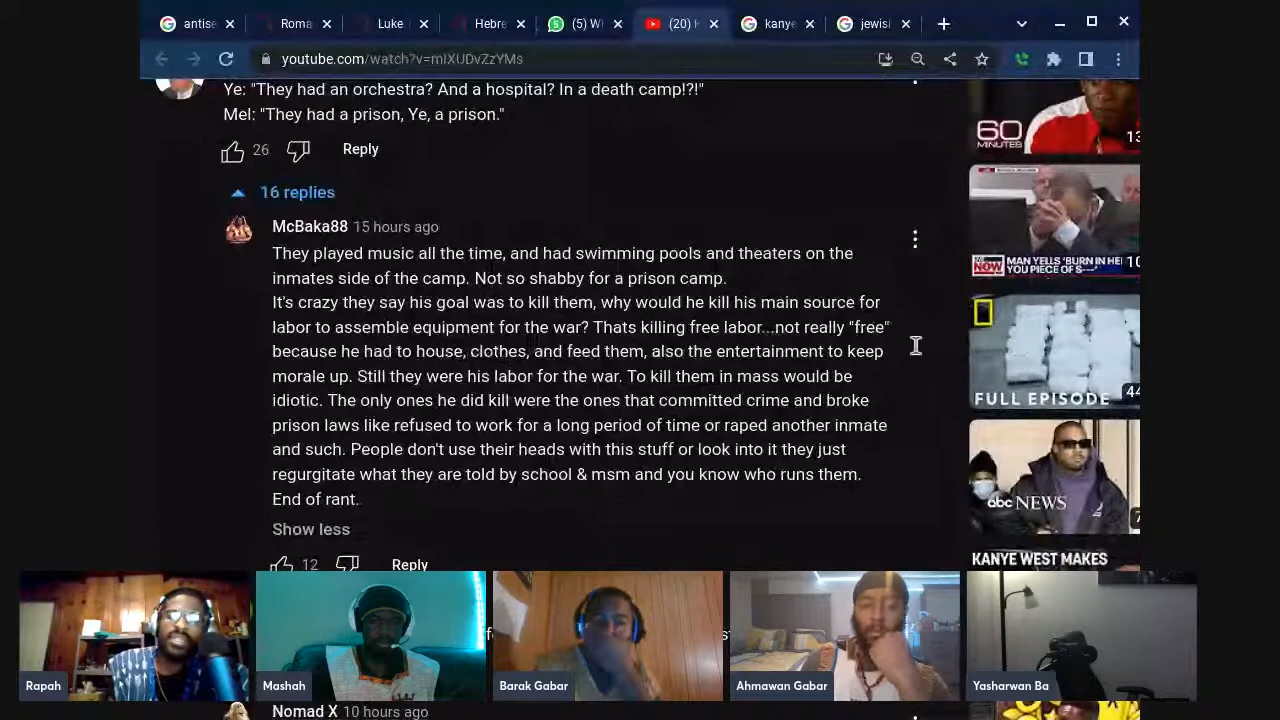 antise
Roma
Luke
Hebre
(5) W
(20) H
kanye
jewis
youtube.com/watch?v=mIXUDvZzYMs
Ye: "They had an orchestra? And a hospital? In a death camp!?!"
Mel: "They had a prison, Ye, a prison."
26
Reply
16 replies
McBaka88 15 hours ago
They played music all the time, and had swimming pools and theaters on the
inmates side of the camp. Not so shabby for a prison camp.
It's crazy they say his goal was to kill them, why would he kill his main source for
labor to assemble equipment for the war? Thats killing free labor...not really "free"
because he had to house, clothes, and feed them, also the entertainment to keep
morale up. Still they were his labor for the war. To kill them in mass would be
idiotic. The only ones he did kill were the ones that committed crime and broke
prison laws like refused to work for a long period of time or raped another inmate
and such. People don't use their heads with this stuff or look into it they just
regurgitate what they are told by school & msm and you know who runs them.
End of rant.
Show less
12
Reply
Nomad X 10 hours ago
60
MINUTES
13
NOW
MAN YELLS 'BURN IN HE
YOU PIECE OF S---'
10
FULL EPISODE
44
abc NEWS
KANYE WEST MAKES
Rapah
Mashah
Barak Gabar
Ahmawan Gabar
Yasharwan Ba